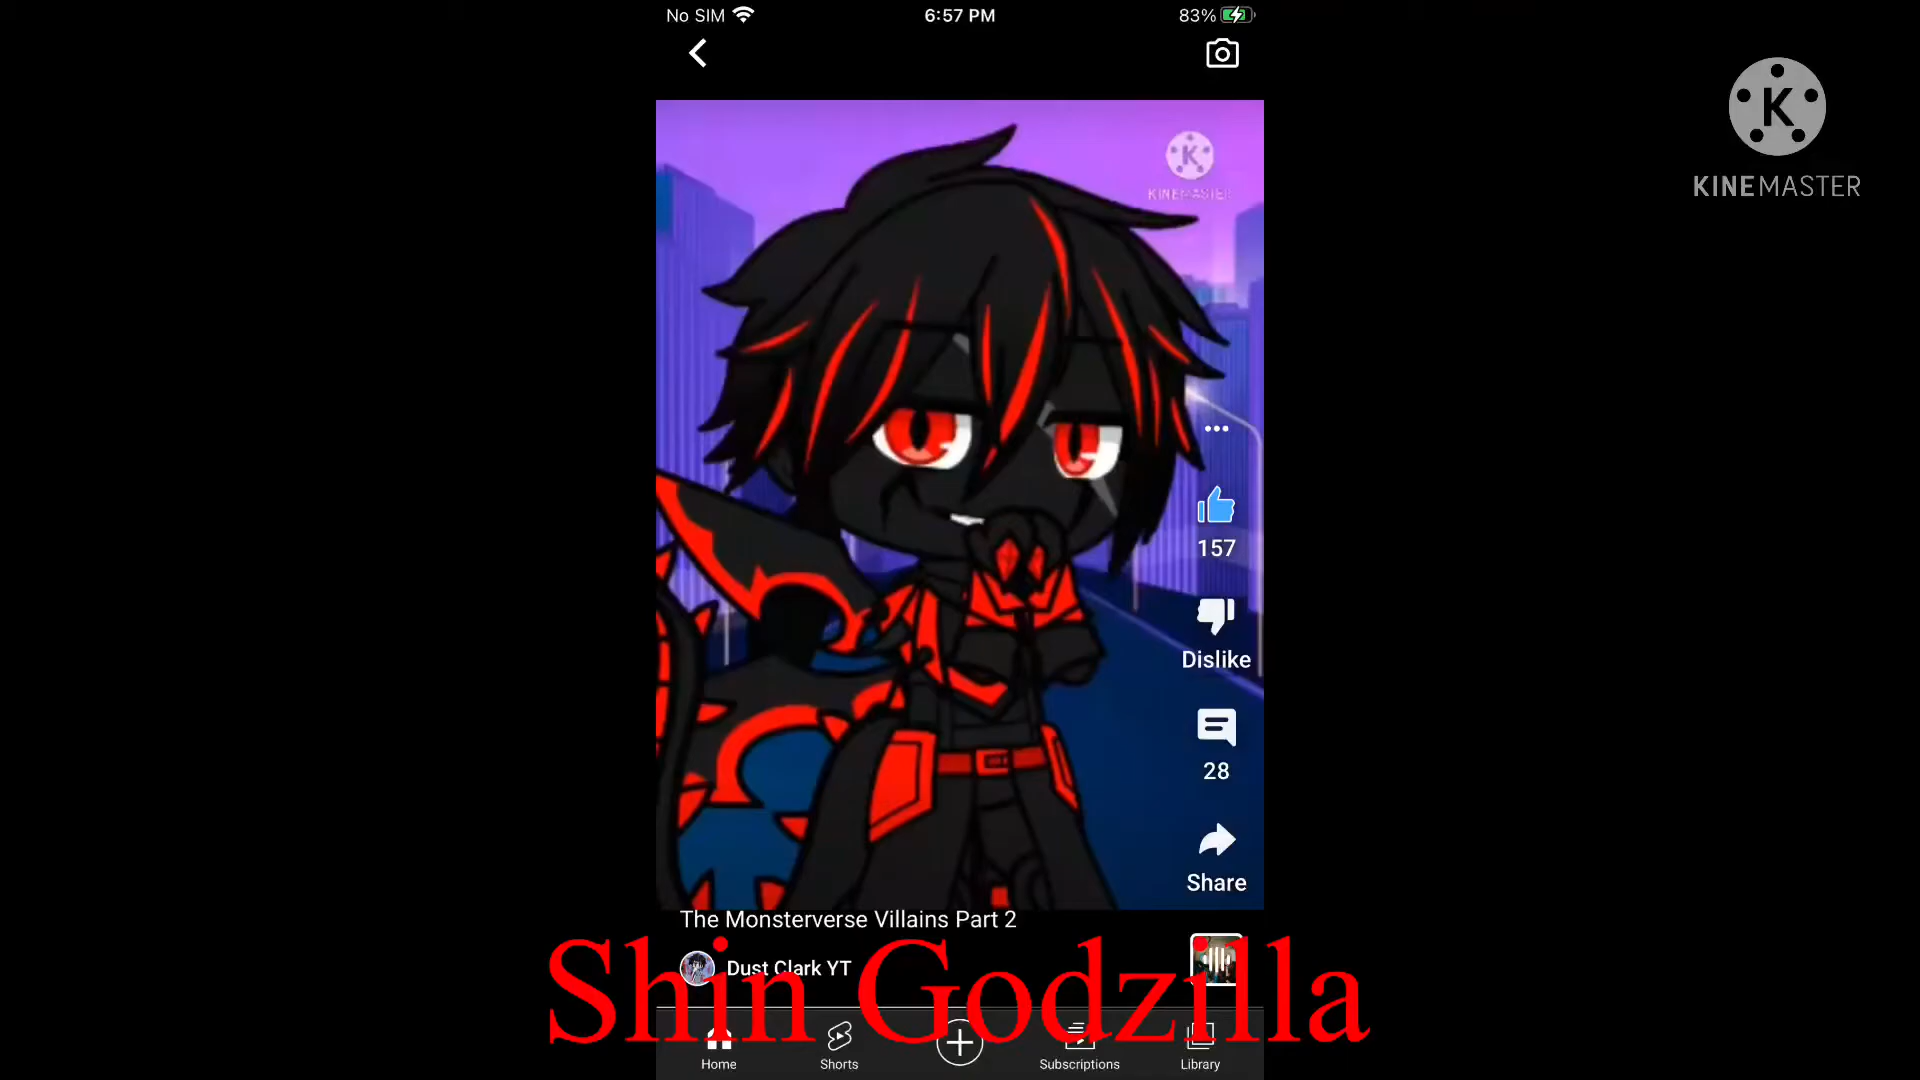 No SIM
6:57 PM
83%
KINEMASTER
KINEMASTER
157
Dislike
28
Share
The Monsterverse Villains Part 2
Dust Clark YT
Shin Godzilla
Home
Shorts
Subscriptions
Library